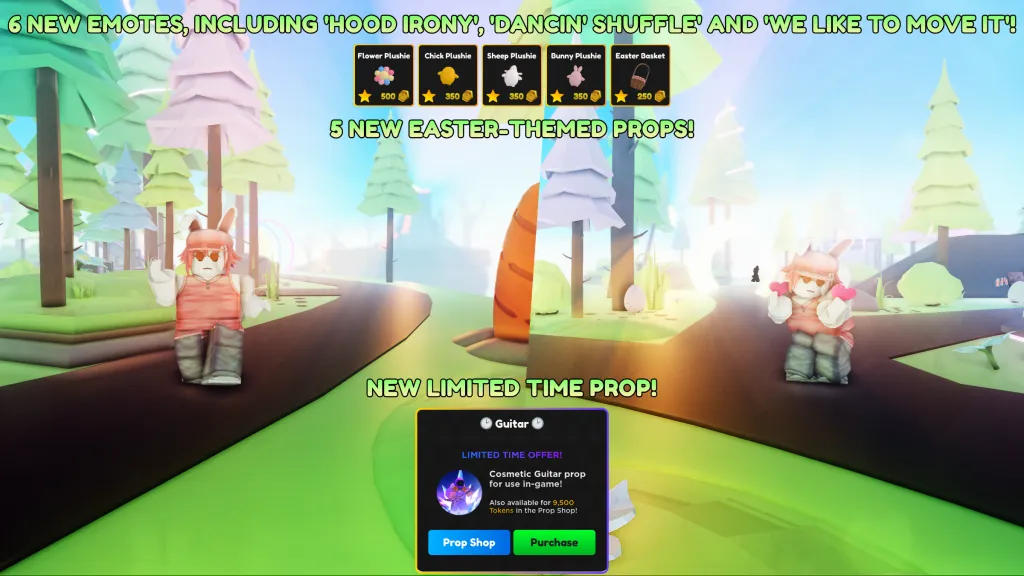 6 NEW EMOTES, INCLUDING 'HOOD IRONY', 'DANCIN' SHUFFLE' AND 'WE LIKE TO MOVE IT'!
Flower Plushie
500
Chick Plushie
350
Sheep Plushie
350
Bunny Plushie
350
Easter Basket
250
5 NEW EASTER-THEMED PROPS!
NEW LIMITED TIME PROP!
Guitar
LIMITED TIME OFFER!
Cosmetic Guitar prop
for use in-game!
Also available for 9,500
Tokens in the Prop Shop!
Prop Shop
Purchase